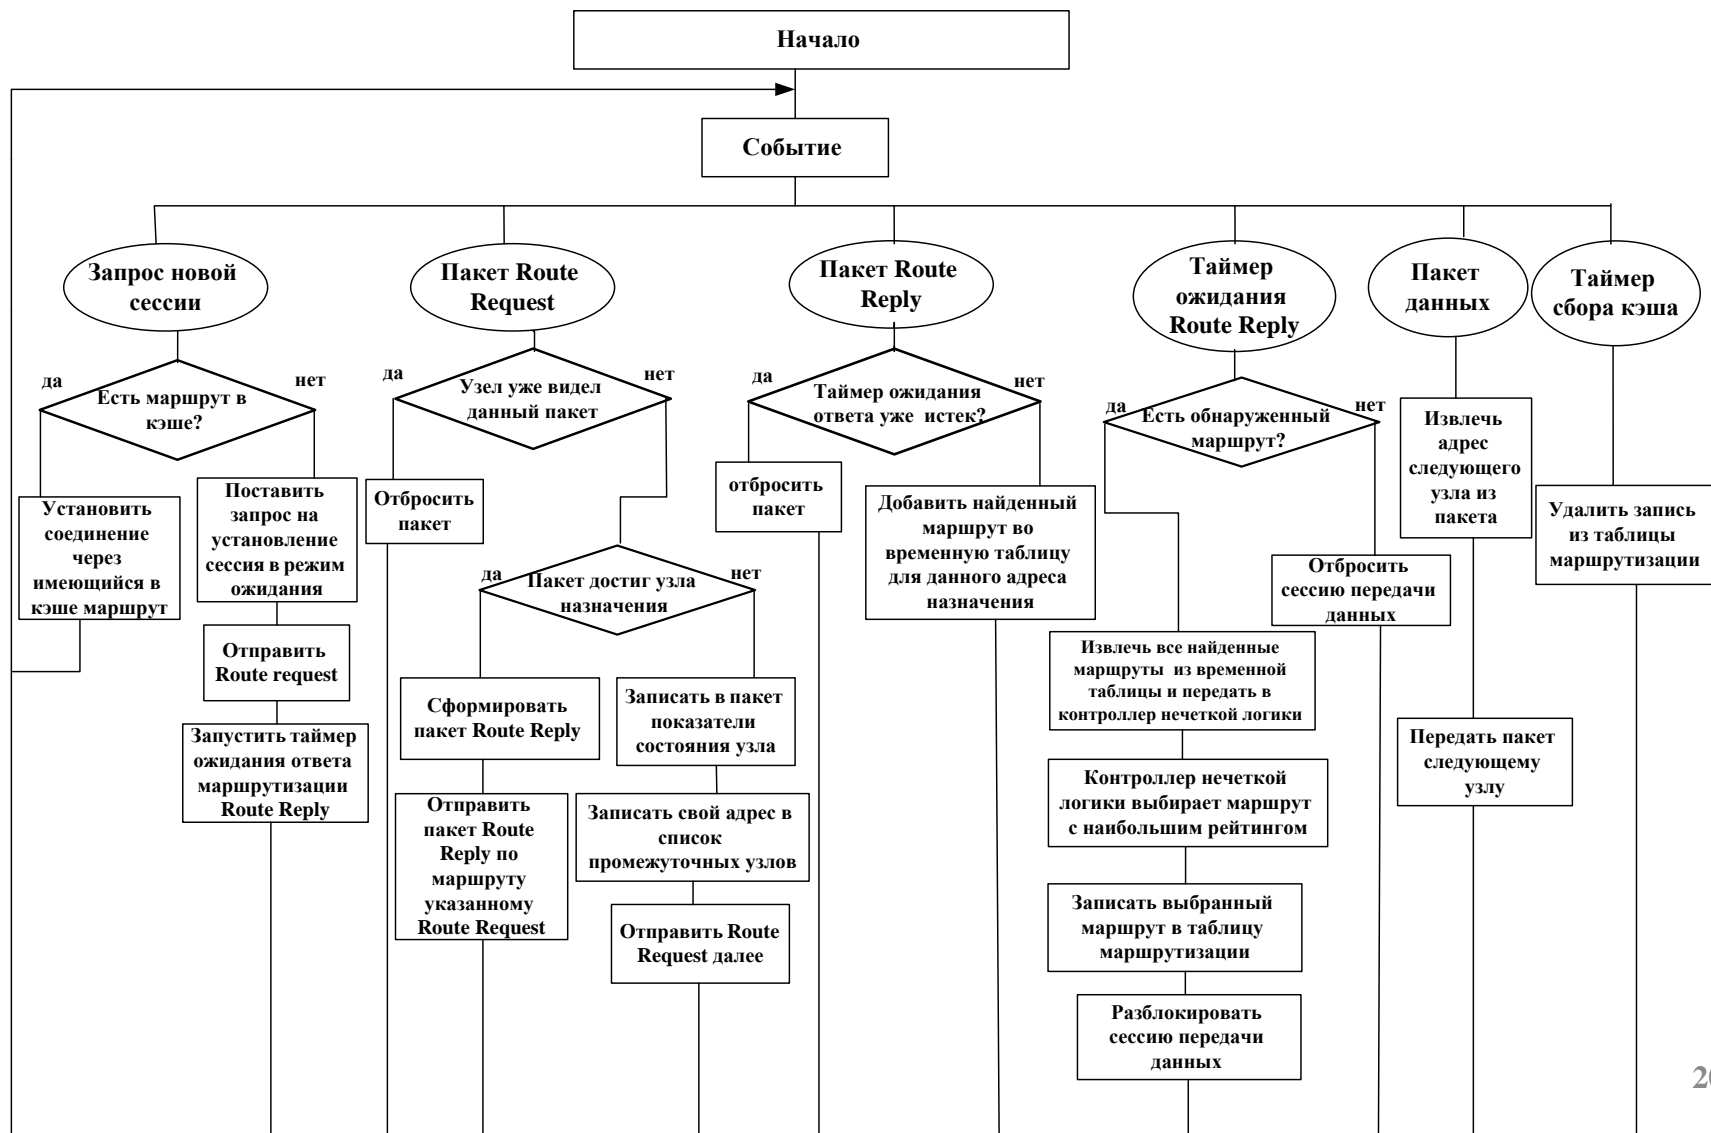 Начало
Событие
Запрос новой
сессии
Пакет Route
Request
Пакет Route
Reply
Таймер
ожидания
Route Reply
Пакет
данных
Таймер
сбора кэша
да
нет
Есть маршрут в
кэше?
да
нет
Узел уже видел
данный пакет
да
нет
Таймер ожидания
ответа уже истек?
да
нет
Есть обнаруженный
маршрут?
Извлечь
адрес
следующего
узла из
пакета
Удалить запись
из таблицы
маршрутизации
Установить
соединение
через
имеющийся в
кэше маршрут
Поставить
запрос на
установление
сессия в режим
ожидания
Отбросить
пакет
отбросить
пакет
Добавить найденный
маршрут во
временную таблицу
для данного адреса
назначения
Отбросить
сессию передачи
данных
да
нет
Пакет достиг узла
назначения
Отправить
Route request
Запустить таймер
ожидания ответа
маршрутизации
Route Reply
Сформировать
пакет Route Reply
Отправить
пакет Route
Reply по
маршруту
указанному
Route Request
Записать в пакет
показатели
состояния узла
Записать свой адрес в
список
промежуточных узлов
Отправить Route
Request далее
Извлечь все найденные
маргщруты из временной
таблицы и передать в
контроллер нечеткой логики
Контроллер нечеткой
логики выбирает маршрут
с наибольшим рейтингом
Записать выбранный
маршрут в таблицу
маршрутизации
Разблокировать
сессию передачи
данных
Передать пакет
следующему
узлу